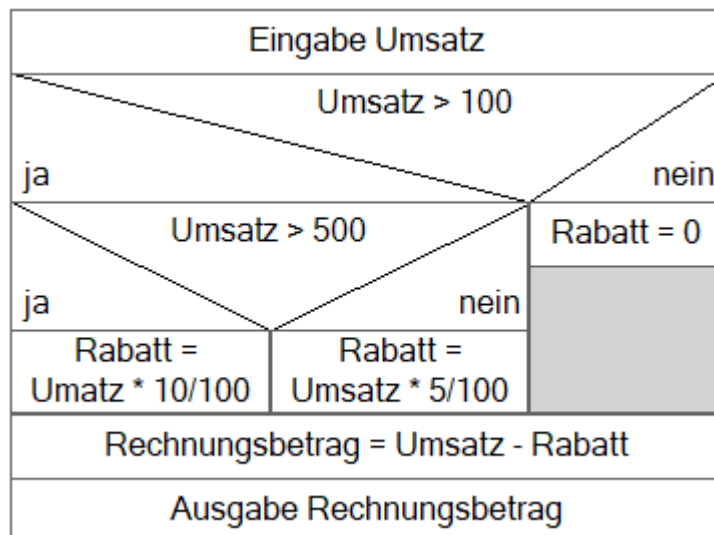 Eingabe Umsatz
Umsatz > 100
ja
nein
Umsatz > 500
Rabatt = 0
ja
nein
Rabatt =
Umatz * 10/100
Rabatt =
Umsatz * 5/100
Rechnungsbetrag = Umsatz - Rabatt
Ausgabe Rechnungsbetrag